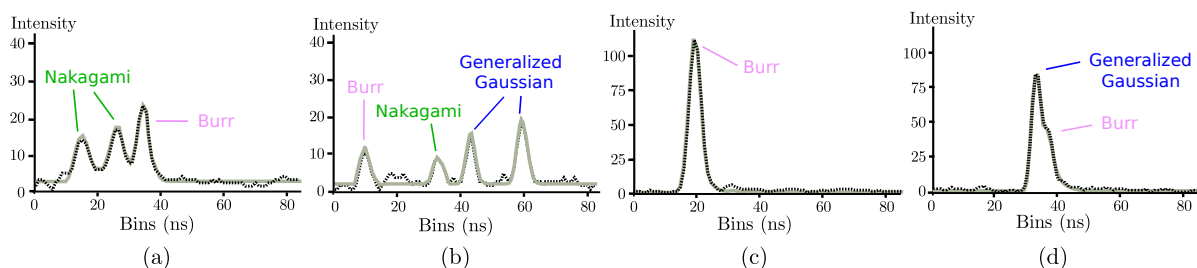 Intensity
40
30
20
10
0
Nakagami
Burr
0 20 40 60 80
Bins (ns)
(a)
Intensity
40
30
20
10
0
Burr
Nakagami
Generalized
Gaussian
0 20 40 60 80
Bins (ns)
(b)
Intensity
100
75
50
25
0
Burr
0 20 40 60 80
Bins (ns)
(c)
Intensity
100
75
50
25
0
Generalized
Gaussian
Burr
0 20 40 60 80
Bins (ns)
(d)